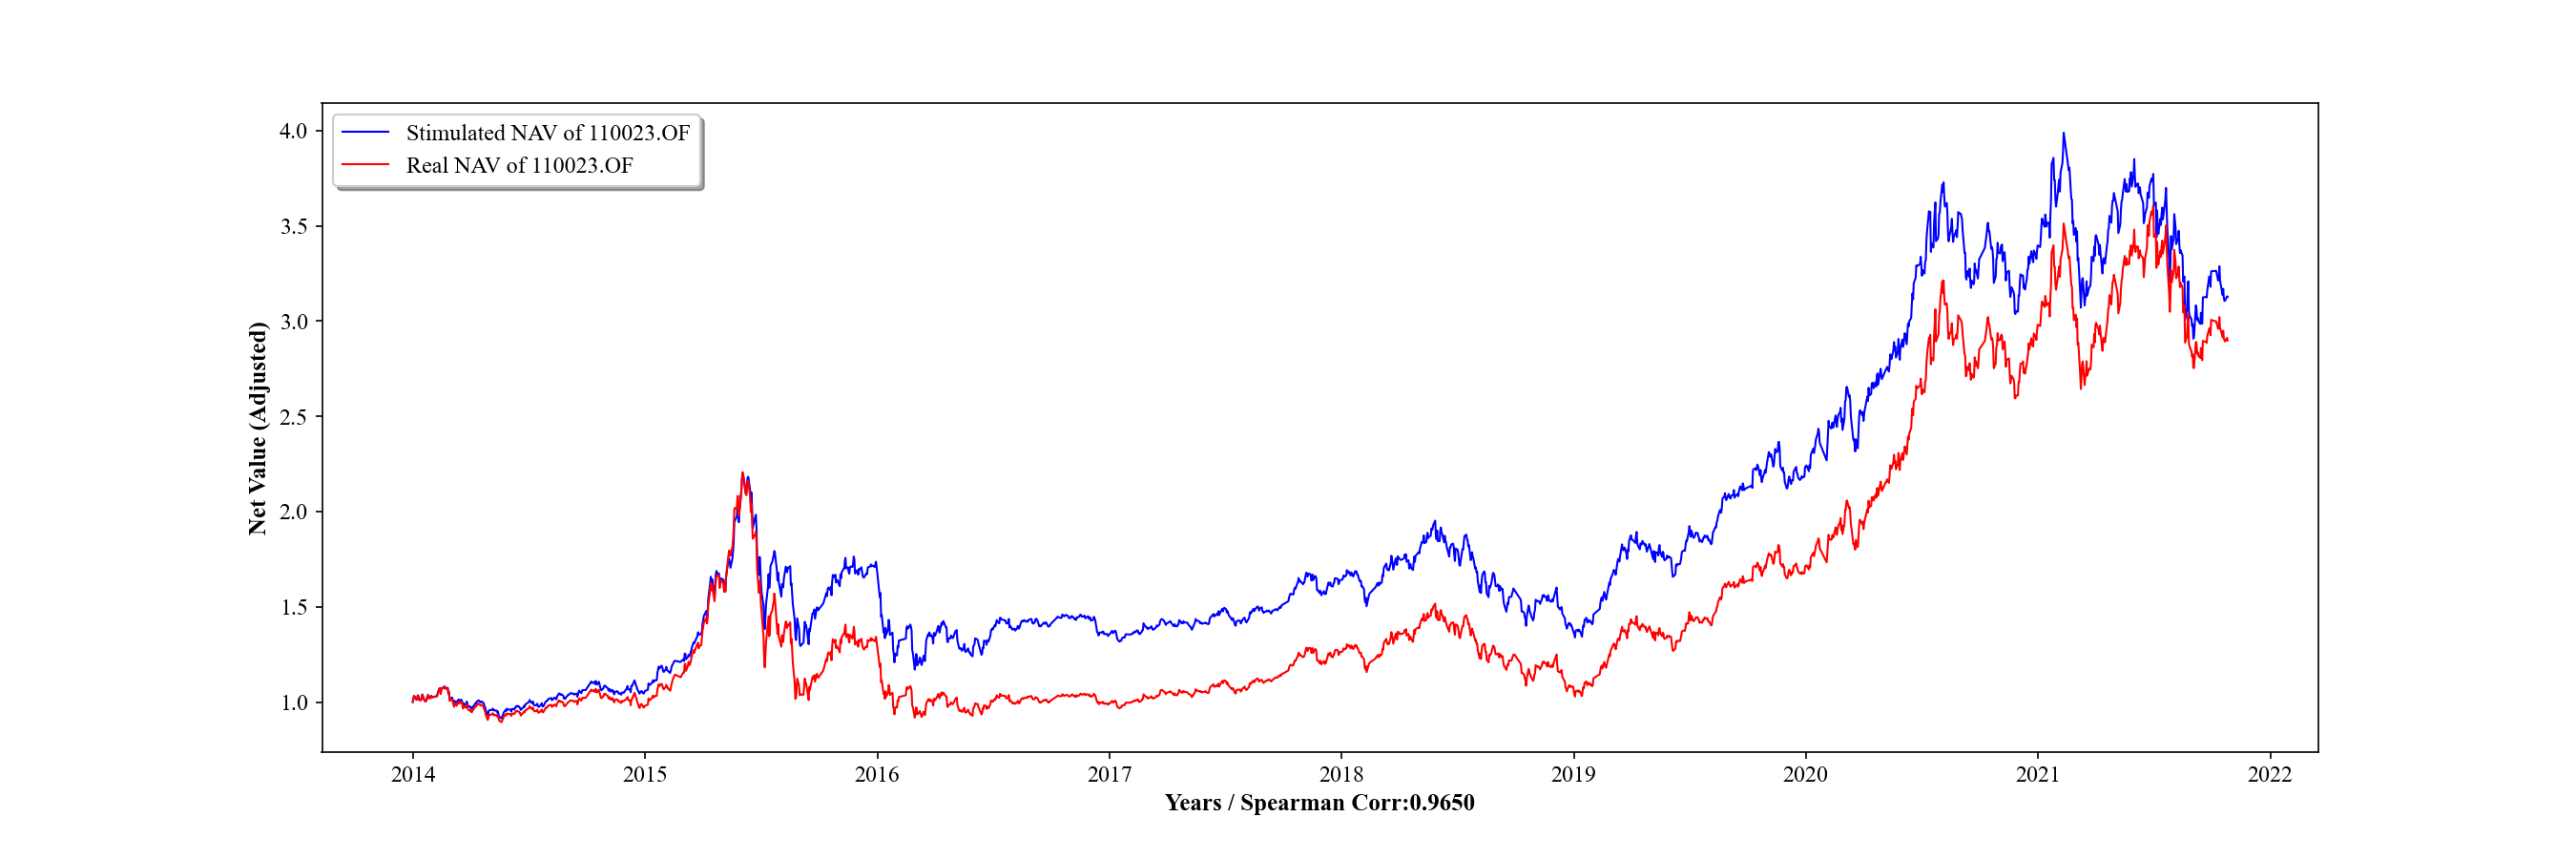 Stimulated NAV of 110023.OF
Real NAV of 110023.OF
Net Value (Adjusted)
4.0
3.5
3.0
2.5
2.0
1.5
1.0
2014 2015 2016 2017 2018 2019 2020 2021 2022
Years / Spearman Corr:0.9650